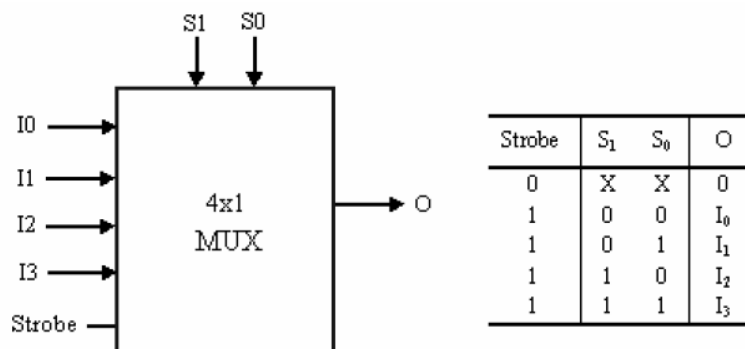 S1 S0
I0
I1
I2
I3
Strobe
4x1
MUX
O
Strobe S₁ S₀ O
0 X X 0
1 0 0 I₀
1 0 1 I₁
1 1 0 I₂
1 1 1 I₃